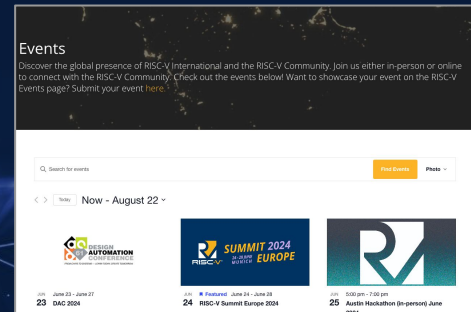 Events
Discover the global presence of RISC-V International and the RISC-V Community. Join us either in-person or online
to connect with the RISC-V Community. Check out the events below! Want to showcase your event on the RISC-V
Events page? Submit your event here.
Search for events
Find Events
Photo
Today
Now - August 22
DESIGN
AUTOMATION
CONFERENCE
RISC-V
SUMMIT 2024
24-28 JUNE
MUNICH
EUROPE
JUN
23
June 23 - June 27
DAC 2024
JUN
24
Featured June 24 - June 28
RISC-V Summit Europe 2024
JUN
25
5:00 pm - 7:00 pm
Austin Hackathon (in-person) June